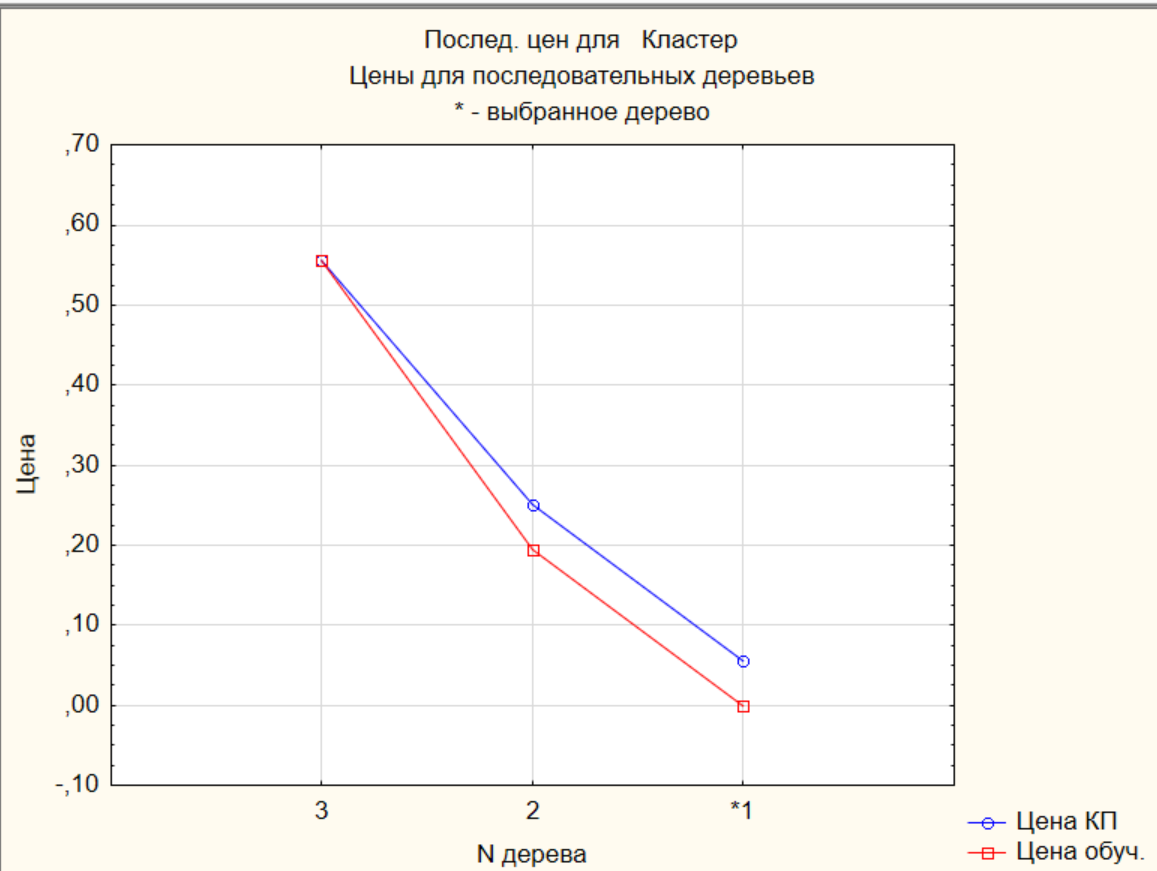 Послед. цен для Кластер
Цены для последовательных деревьев
* - выбранное дерево
,70
,60
,50
,40
,30
,20
,10
,00
-,10
Цена
3 2 *1
N дерева
Цена КП
Цена обуч.